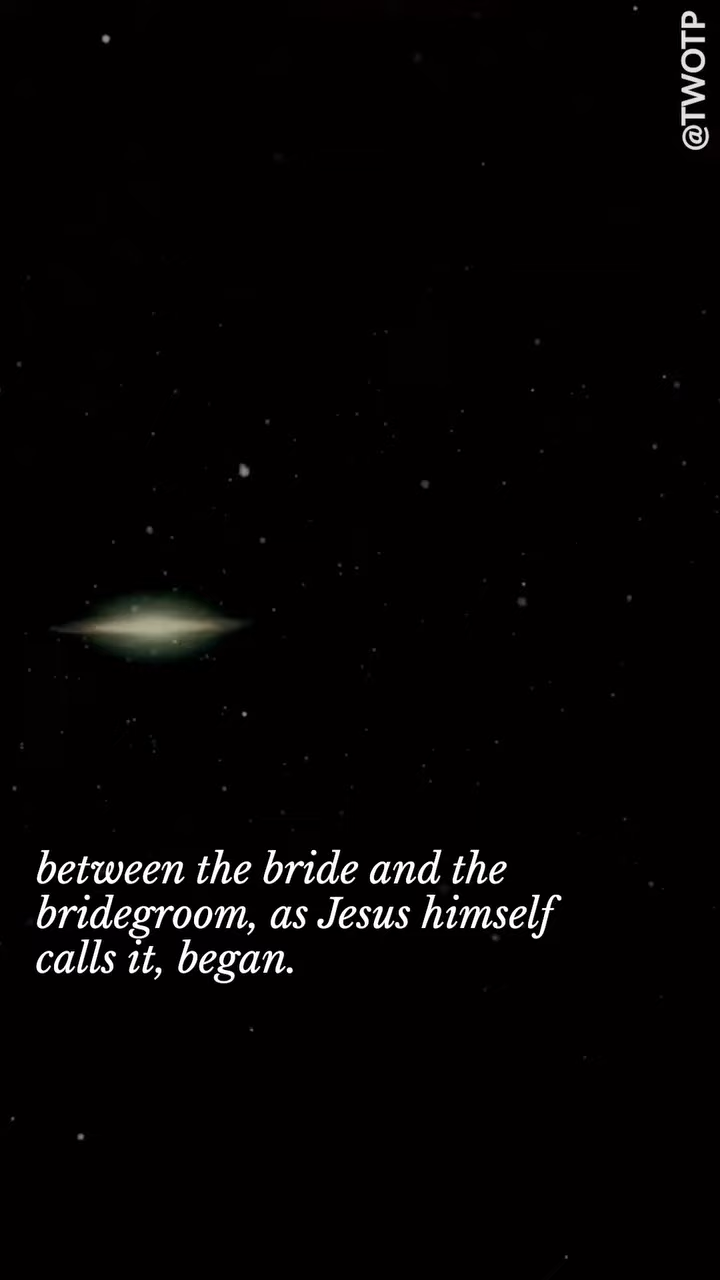 @TWOTP
between the bride and the
bridegroom, as Jesus himself
calls it, began.